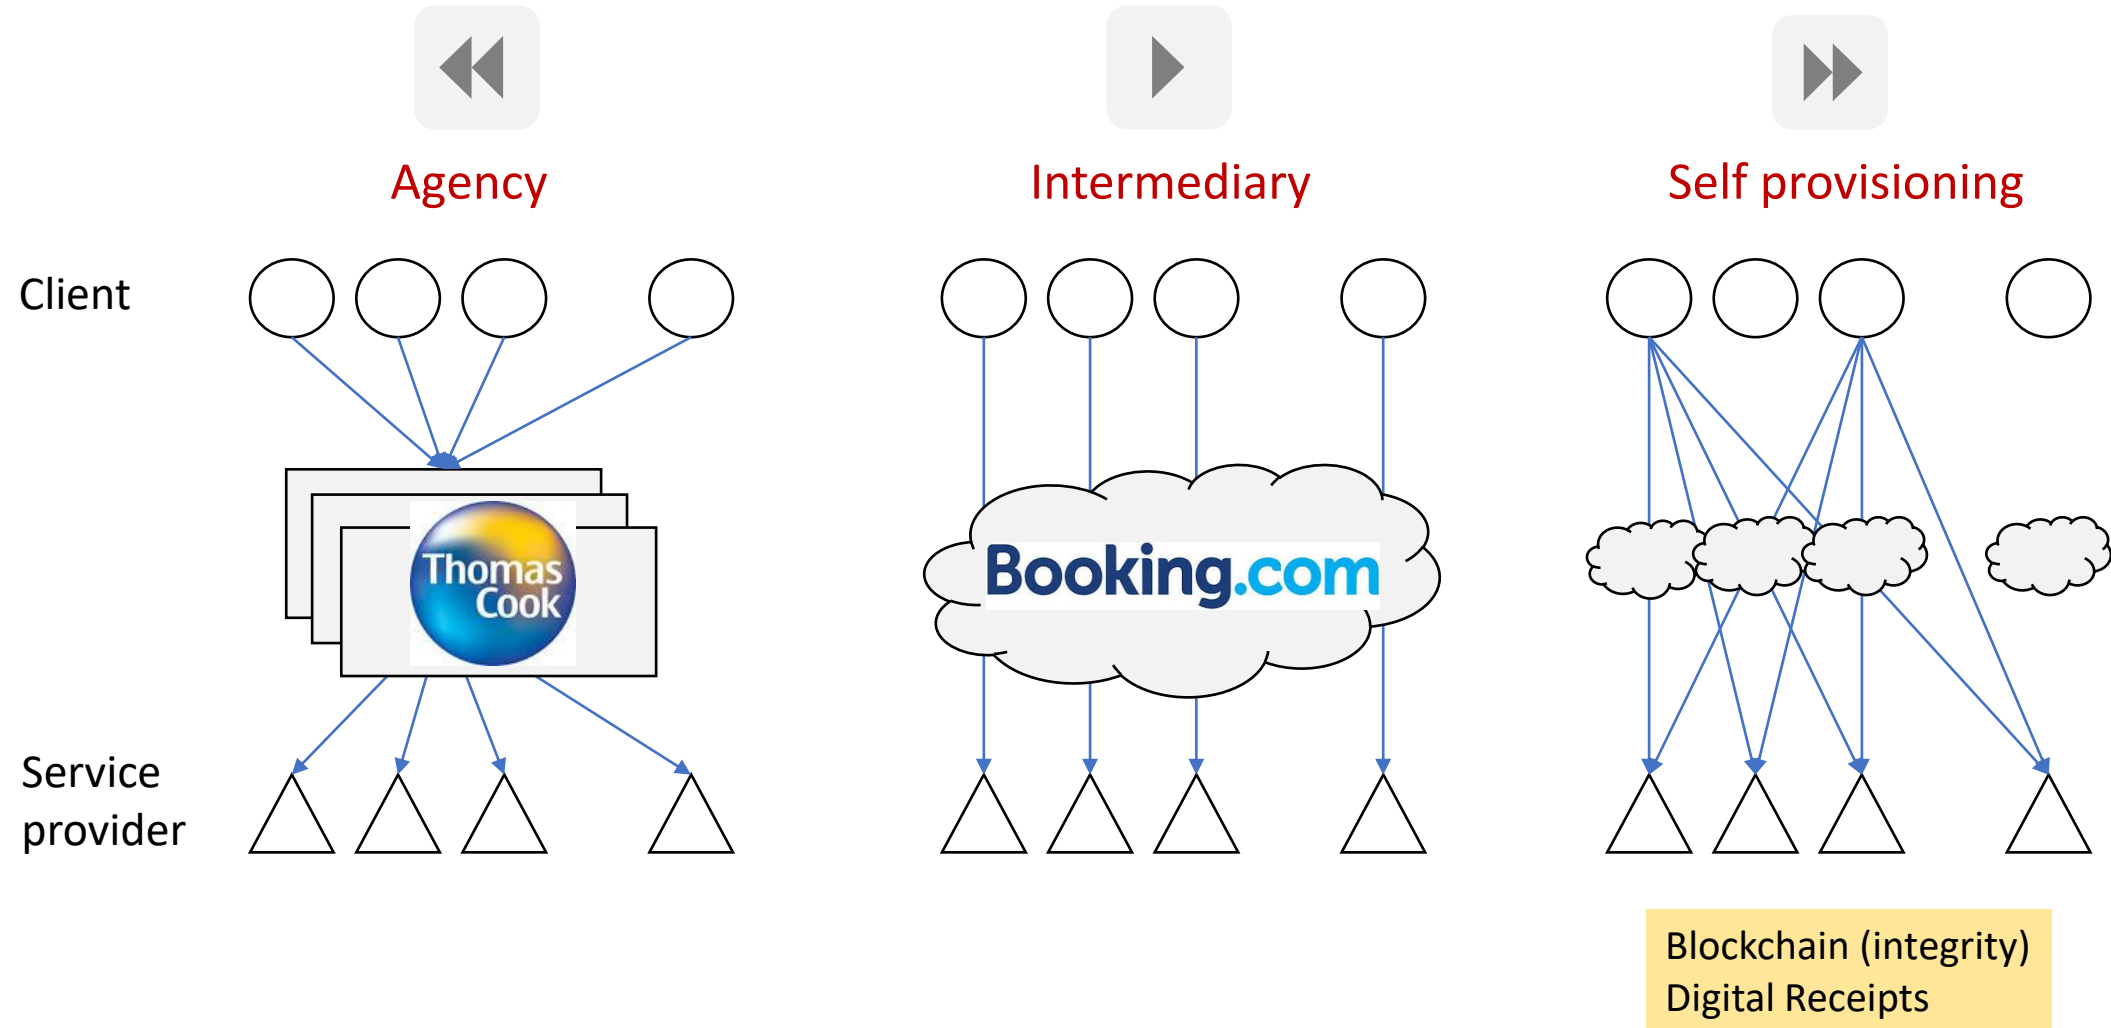 Agency
Intermediary
Self provisioning
Client
Thomas
Cook
Booking.com
Service
provider
Blockchain (integrity)
Digital Receipts